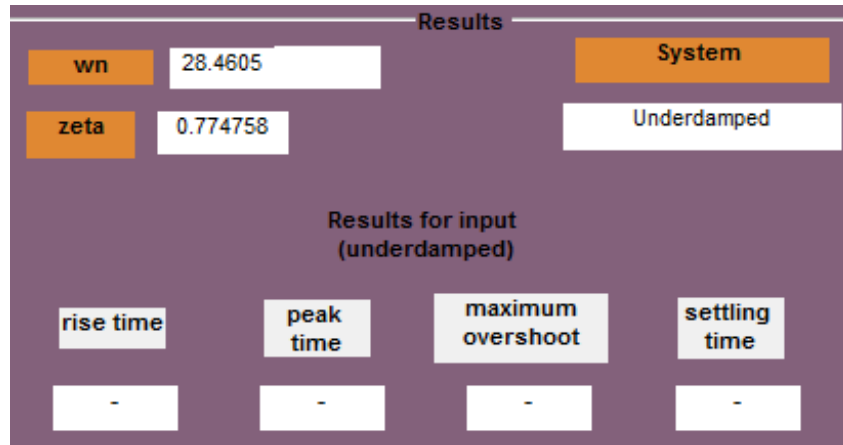 Results
wn
28.4605
System
zeta
0.774758
Underdamped
Results for input
(underdamped)
rise time
peak
time
maximum
overshoot
settling
time
-
-
-
-